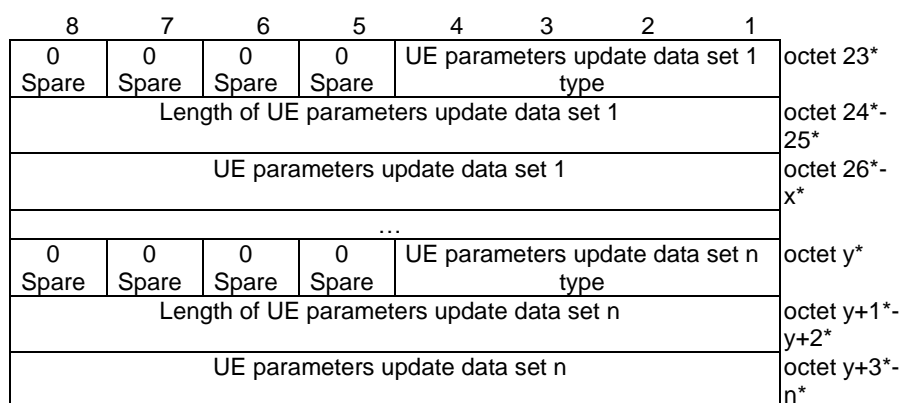 8 7 6 5 4 3 2 1
0 0 0 0 UE parameters update data set 1 octet 23*
Spare Spare Spare Spare type
Length of UE parameters update data set 1 octet 24*-
25*
UE parameters update data set 1 octet 26*-
x*
…
0 0 0 0 UE parameters update data set n octet y*
Spare Spare Spare Spare type
Length of UE parameters update data set n octet y+1*-
y+2*
UE parameters update data set n octet y+3*-
n*